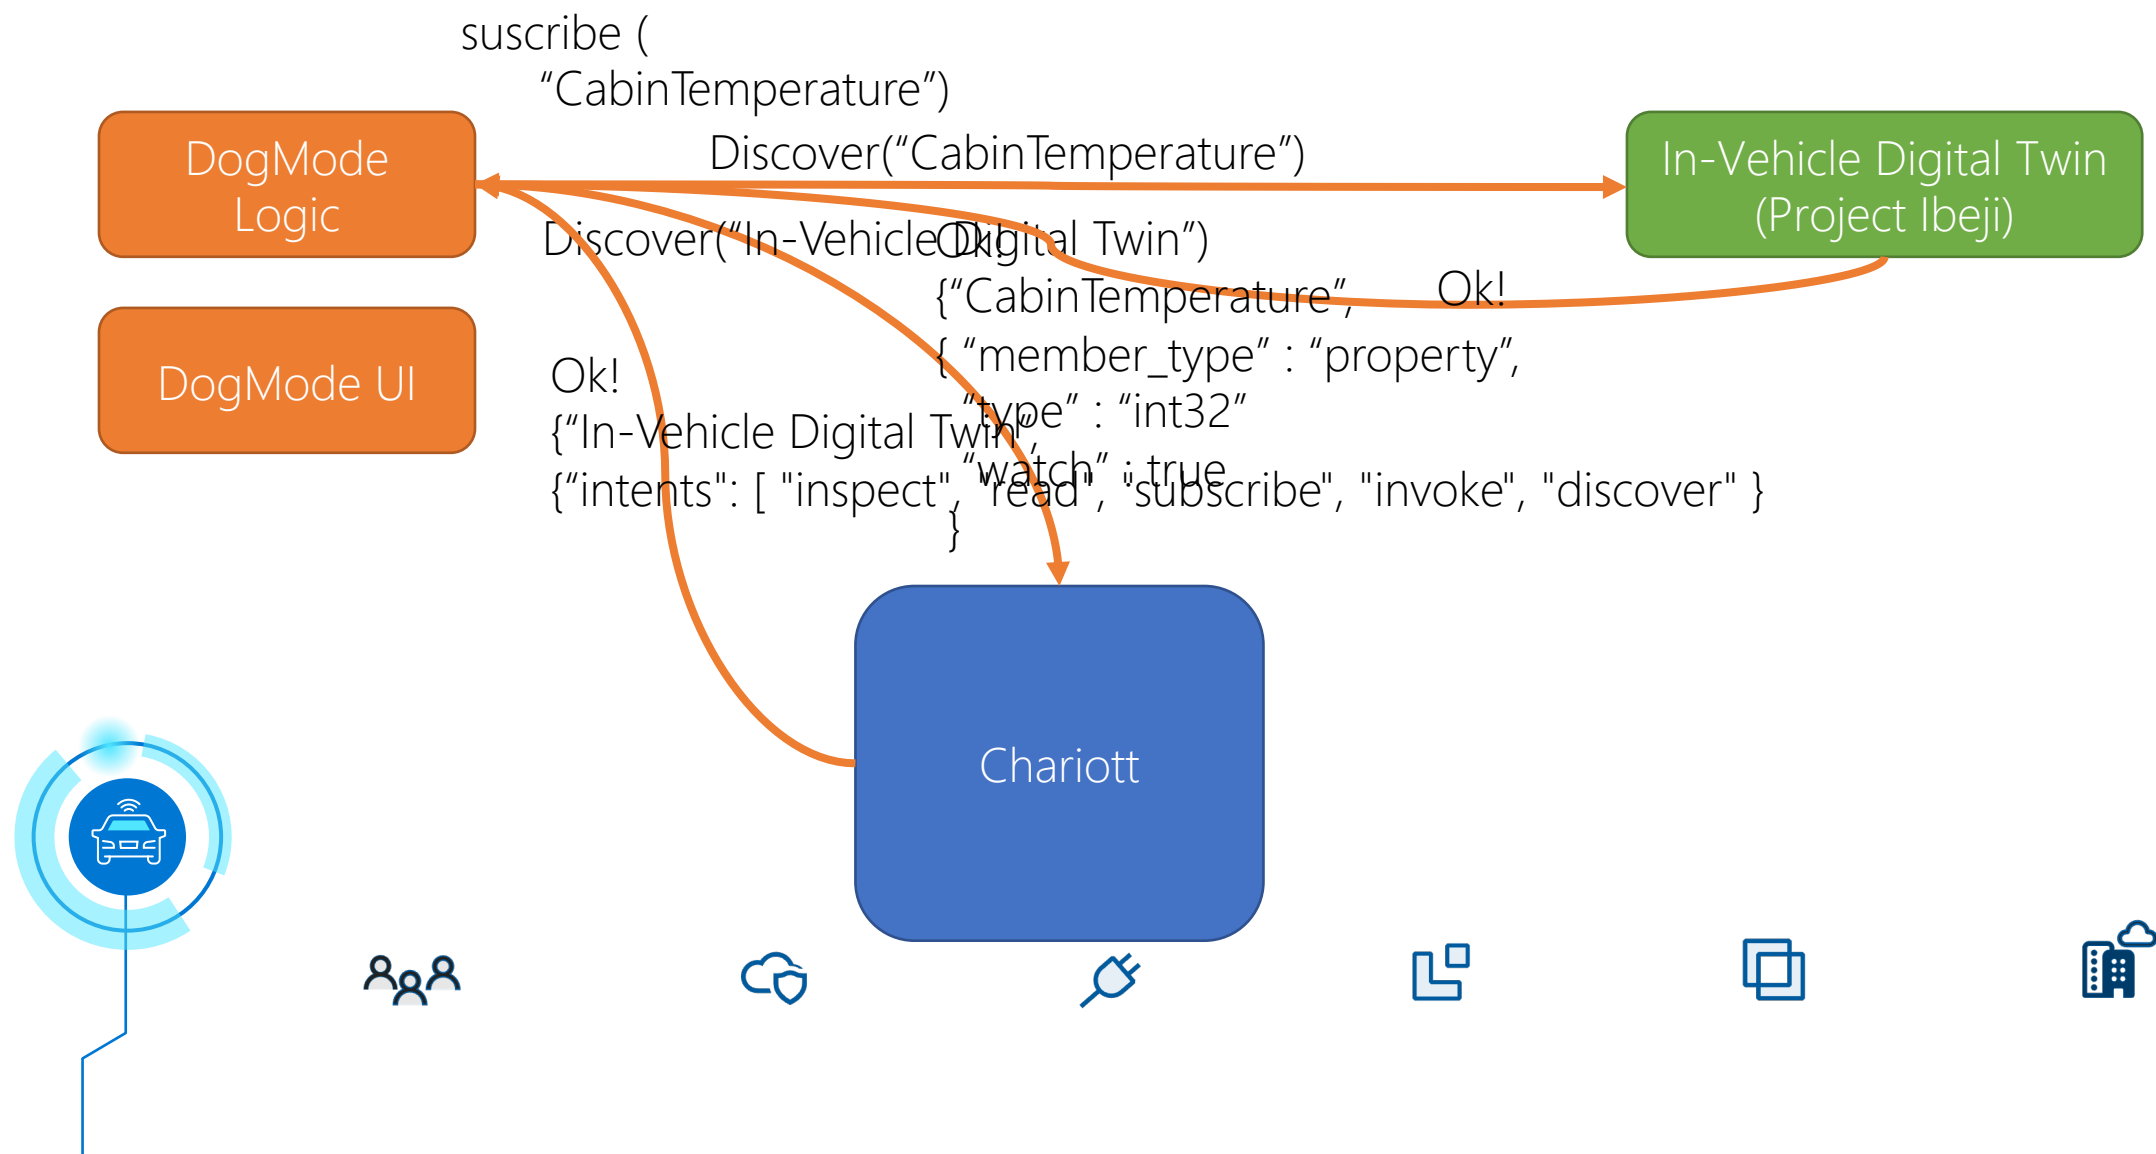 suscribe (
“CabinTemperature”)
DogMode
Logic
Discover(“CabinTemperature”)
In-Vehicle Digital Twin
(Project Ibeji)
Discover(“In-Vehicle Digital Twin”)
Ok!
{“CabinTemperature”,
{ “member_type” : “property”,
“type” : “int32”
“watch” : true
}
Ok!
DogMode UI
Ok!
{“In-Vehicle Digital Twin”,
{“intents": [ "inspect", "read", "subscribe", "invoke", "discover" }
Chariott